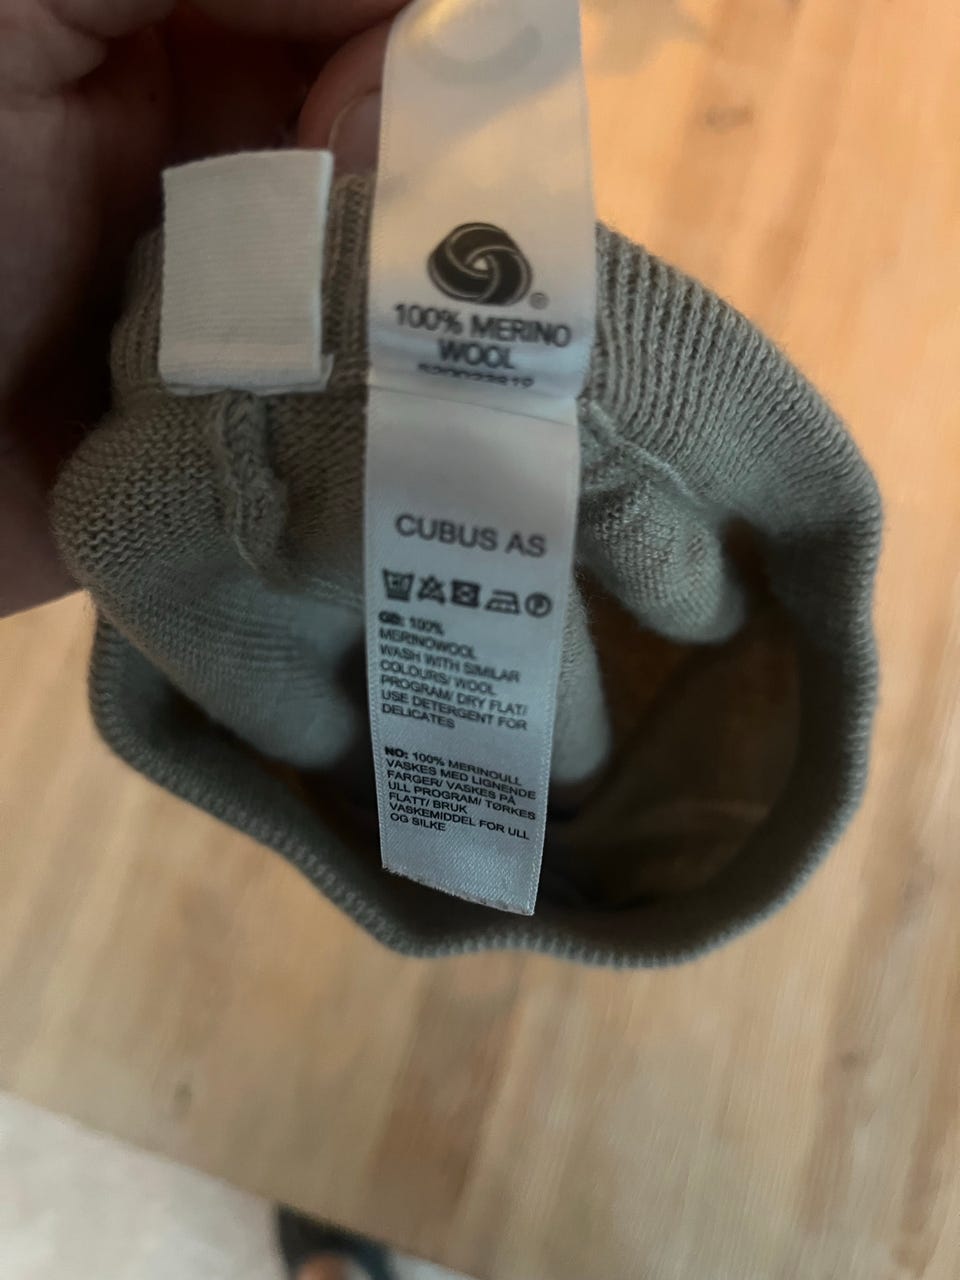 ®
100% MERINO
WOOL
CUBUS AS
GB: 100%
MERINOWOOL
WASH WITH SIMILAR
COLOURS/ WOOL
PROGRAM/ DRY FLAT/
USE DETERGENT FOR
DELICATES
NO: 100% MERINOULL
VASKES MED LIGNENDE
FARGER/ VASKES PÅ
ULL PROGRAM/ TØRKES
FLATT/ BRUK
VASKEMIDDEL FOR ULL
OG SILKE